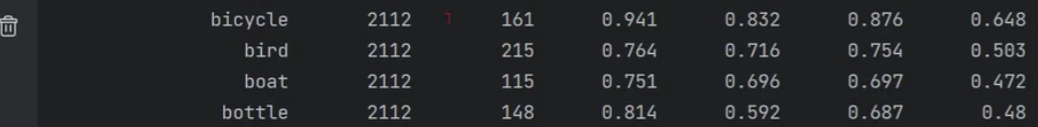 bicycle 2112 161 0.941 0.832 0.876 0.648
bird 2112 215 0.764 0.716 0.754 0.503
boat 2112 115 0.751 0.696 0.697 0.472
bottle 2112 148 0.814 0.592 0.687 0.48